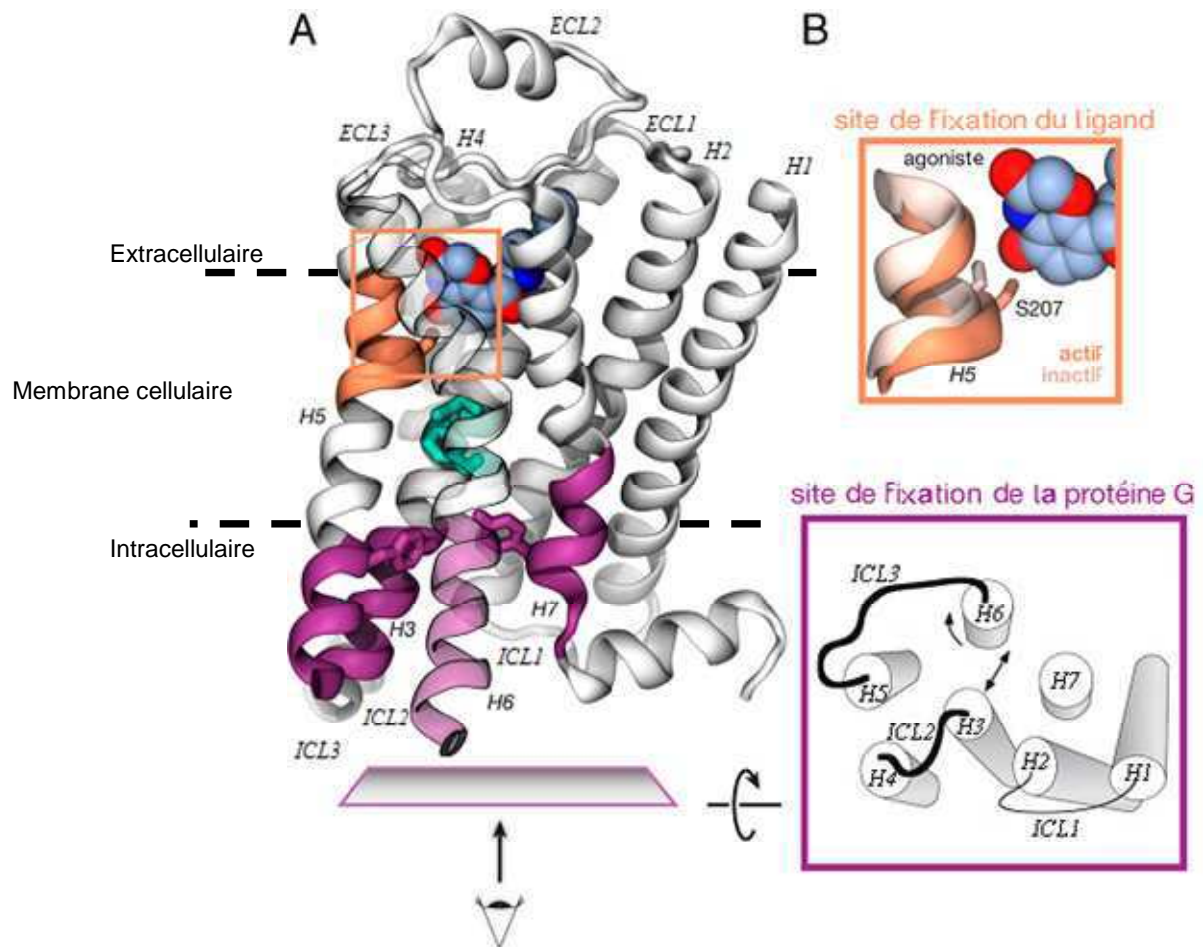 A
ECL2
B
ECL3
H4
ECL1
H2
H1
site de fixation du ligand
agoniste
Extracellulaire
S207
actif
inactif
H5
Membrane cellulaire
H5
site de fixation de la protéine G
Intracellulaire
ICL3
H6
H3
H7
ICL1
H6
ICL2
ICL3
H5
H7
ICL2
H3
H4
H2
H1
ICL1